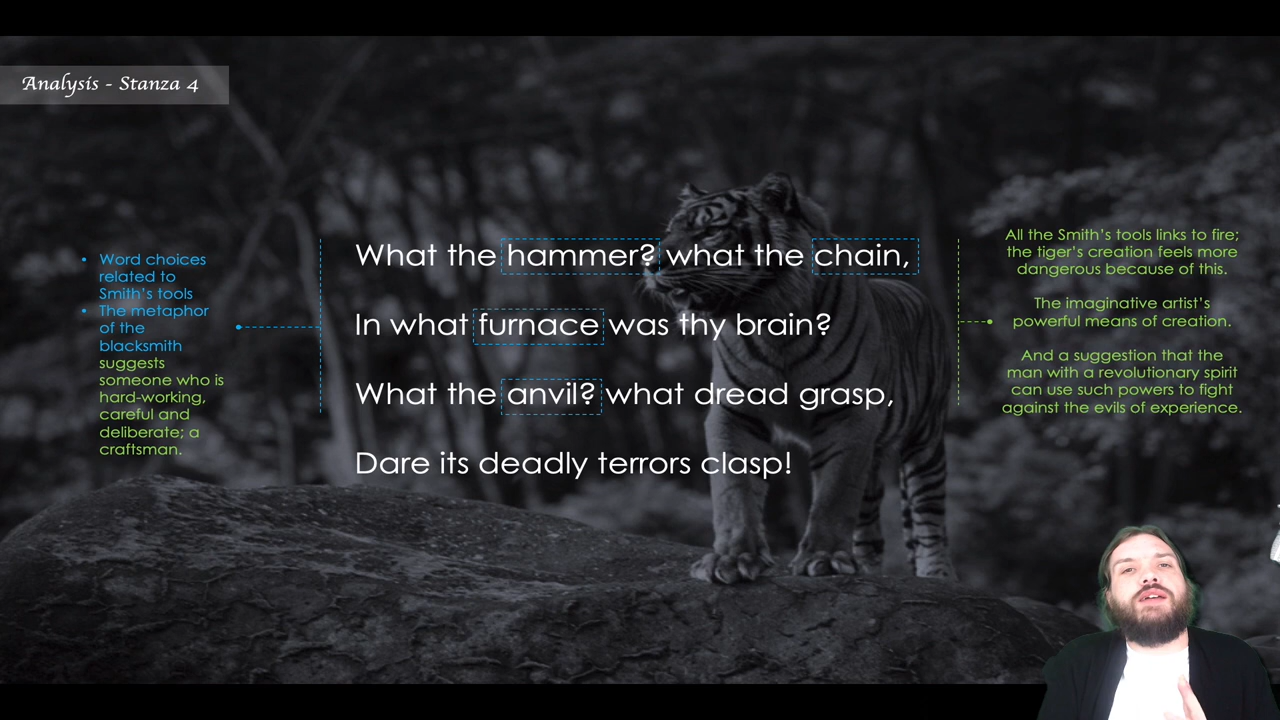 Analysis - Stanza 4
• Word choices
related to
Smith's tools
• The metaphor
of the
blacksmith
suggests
someone who is
hard-working,
careful and
deliberate; a
craftsman.
What the hammer? what the chain,
In what furnace was thy brain?
What the anvil? what dread grasp,
Dare its deadly terrors clasp!
All the Smith's tools links to fire;
the tiger's creation feels more
dangerous because of this.
The imaginative artist's
powerful means of creation.
And a suggestion that the
man with a revolutionary spirit
can use such powers to fight
against the evils of experience.